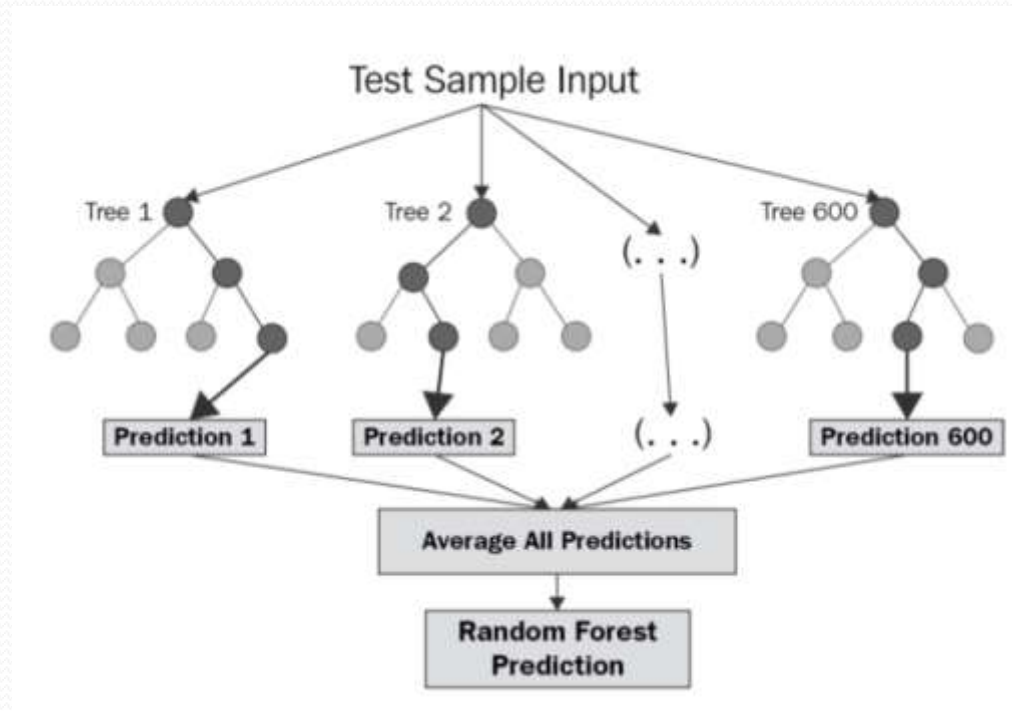 Test Sample Input
Tree 1
Tree 2
Tree 600
(. . .)
(. . .)
Prediction 1
Prediction 2
Prediction 600
Average All Predictions
Random Forest
Prediction